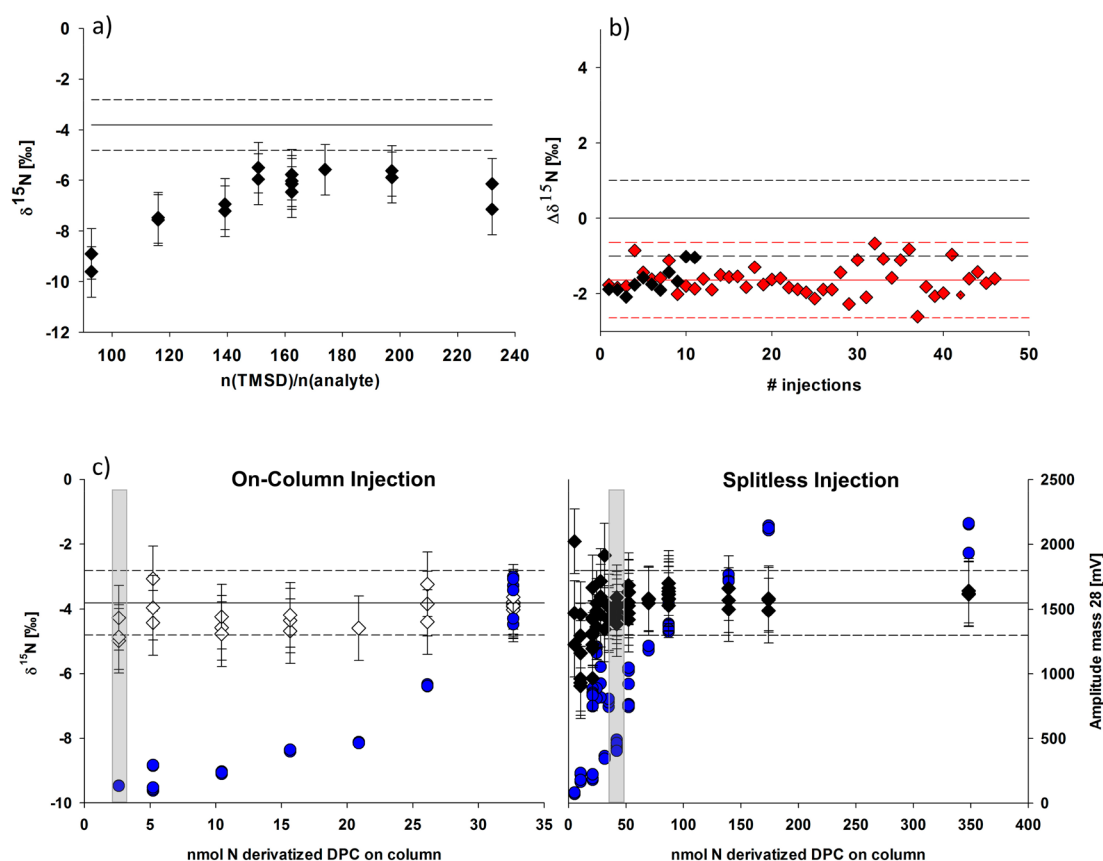 a)
0
-2
-4
-6
-8
-10
-12
δ15N [‰]
100 120 140 160 180 200 220 240
n(TMSD)/n(analyte)
b)
4
2
0
-2
Δδ15N [‰]
0 10 20 30 40 50
# injections
c)
On-Column Injection
0
-2
-4
-6
-8
-10
δ15N [‰]
0 5 10 15 20 25 30 35
nmol N derivatized DPC on column
Splitless Injection
2500
2000
1500
1000
500
0
Amplitude mass 28 [mV]
0 50 100 150 200 250 300 350 400
nmol N derivatized DPC on column